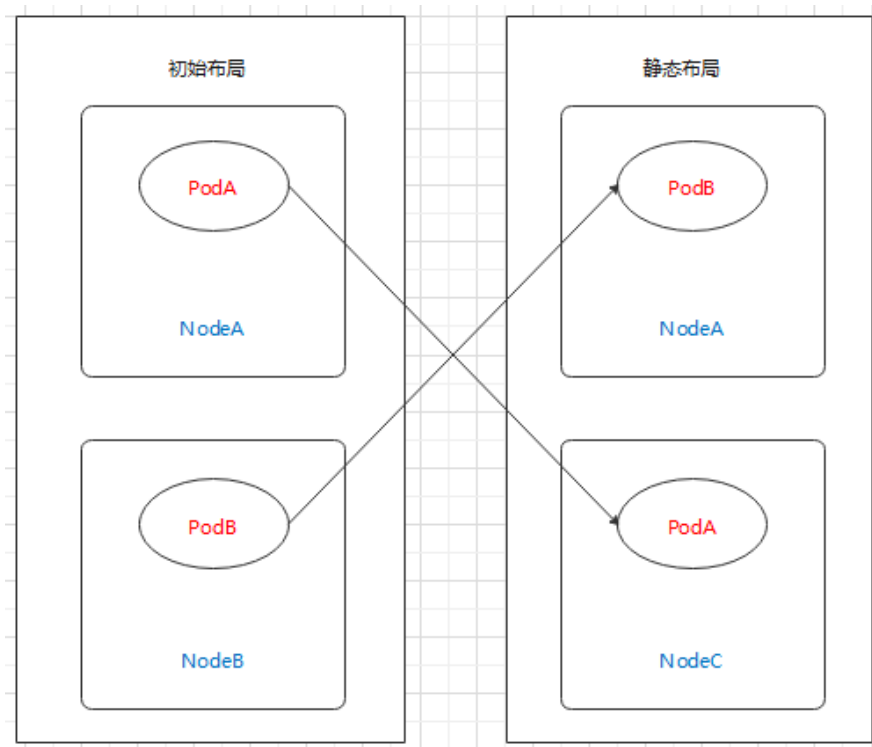 初始布局
PodA
NodeA
PodB
NodeB
静态布局
PodB
NodeA
PodA
NodeC